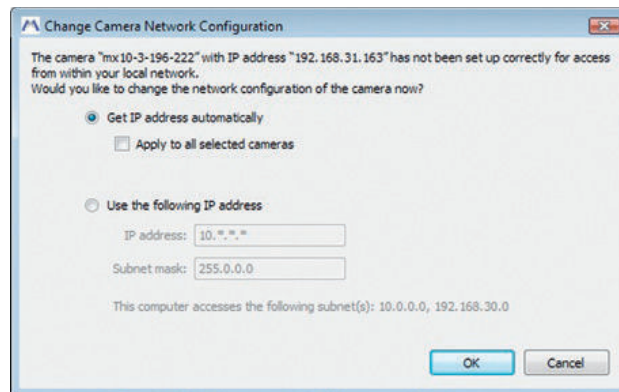 Change Camera Network Configuration
The camera "mx10-3-196-222" with IP address "192.168.31.163" has not been set up correctly for access
from within your local network.
Would you like to change the network configuration of the camera now?
Get IP address automatically
Apply to all selected cameras
Use the following IP address
IP address: 10.*.*.*
Subnet mask: 255.0.0.0
This computer accesses the following subnet(s): 10.0.0.0, 192.168.30.0
OK Cancel